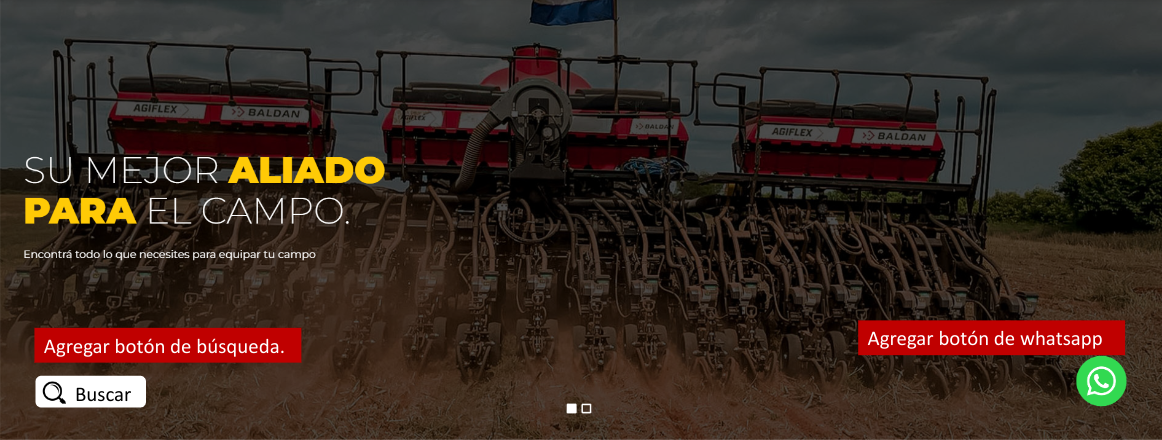 AGIFLEX BALDAN
AGIFLEX BALDAN
AGIFLEX BALDAN
SU MEJOR ALIADO
PARA EL CAMPO.
Encontrá todo lo que necesites para equipar tu campo
Agregar botón de búsqueda.
Buscar
Agregar botón de whatsapp